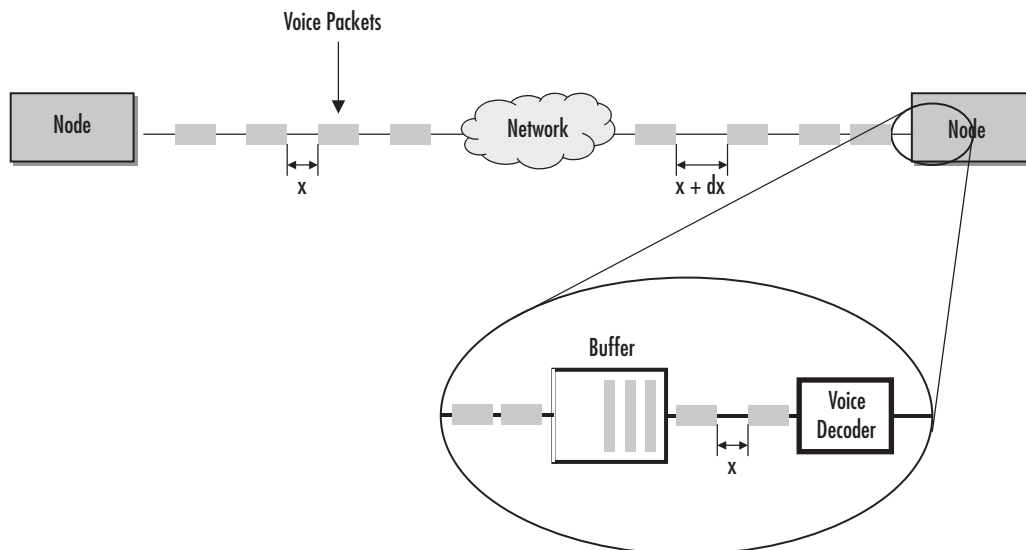 Voice Packets
Node
Network
Node
x
x + dx
Buffer
Voice
Decoder
x